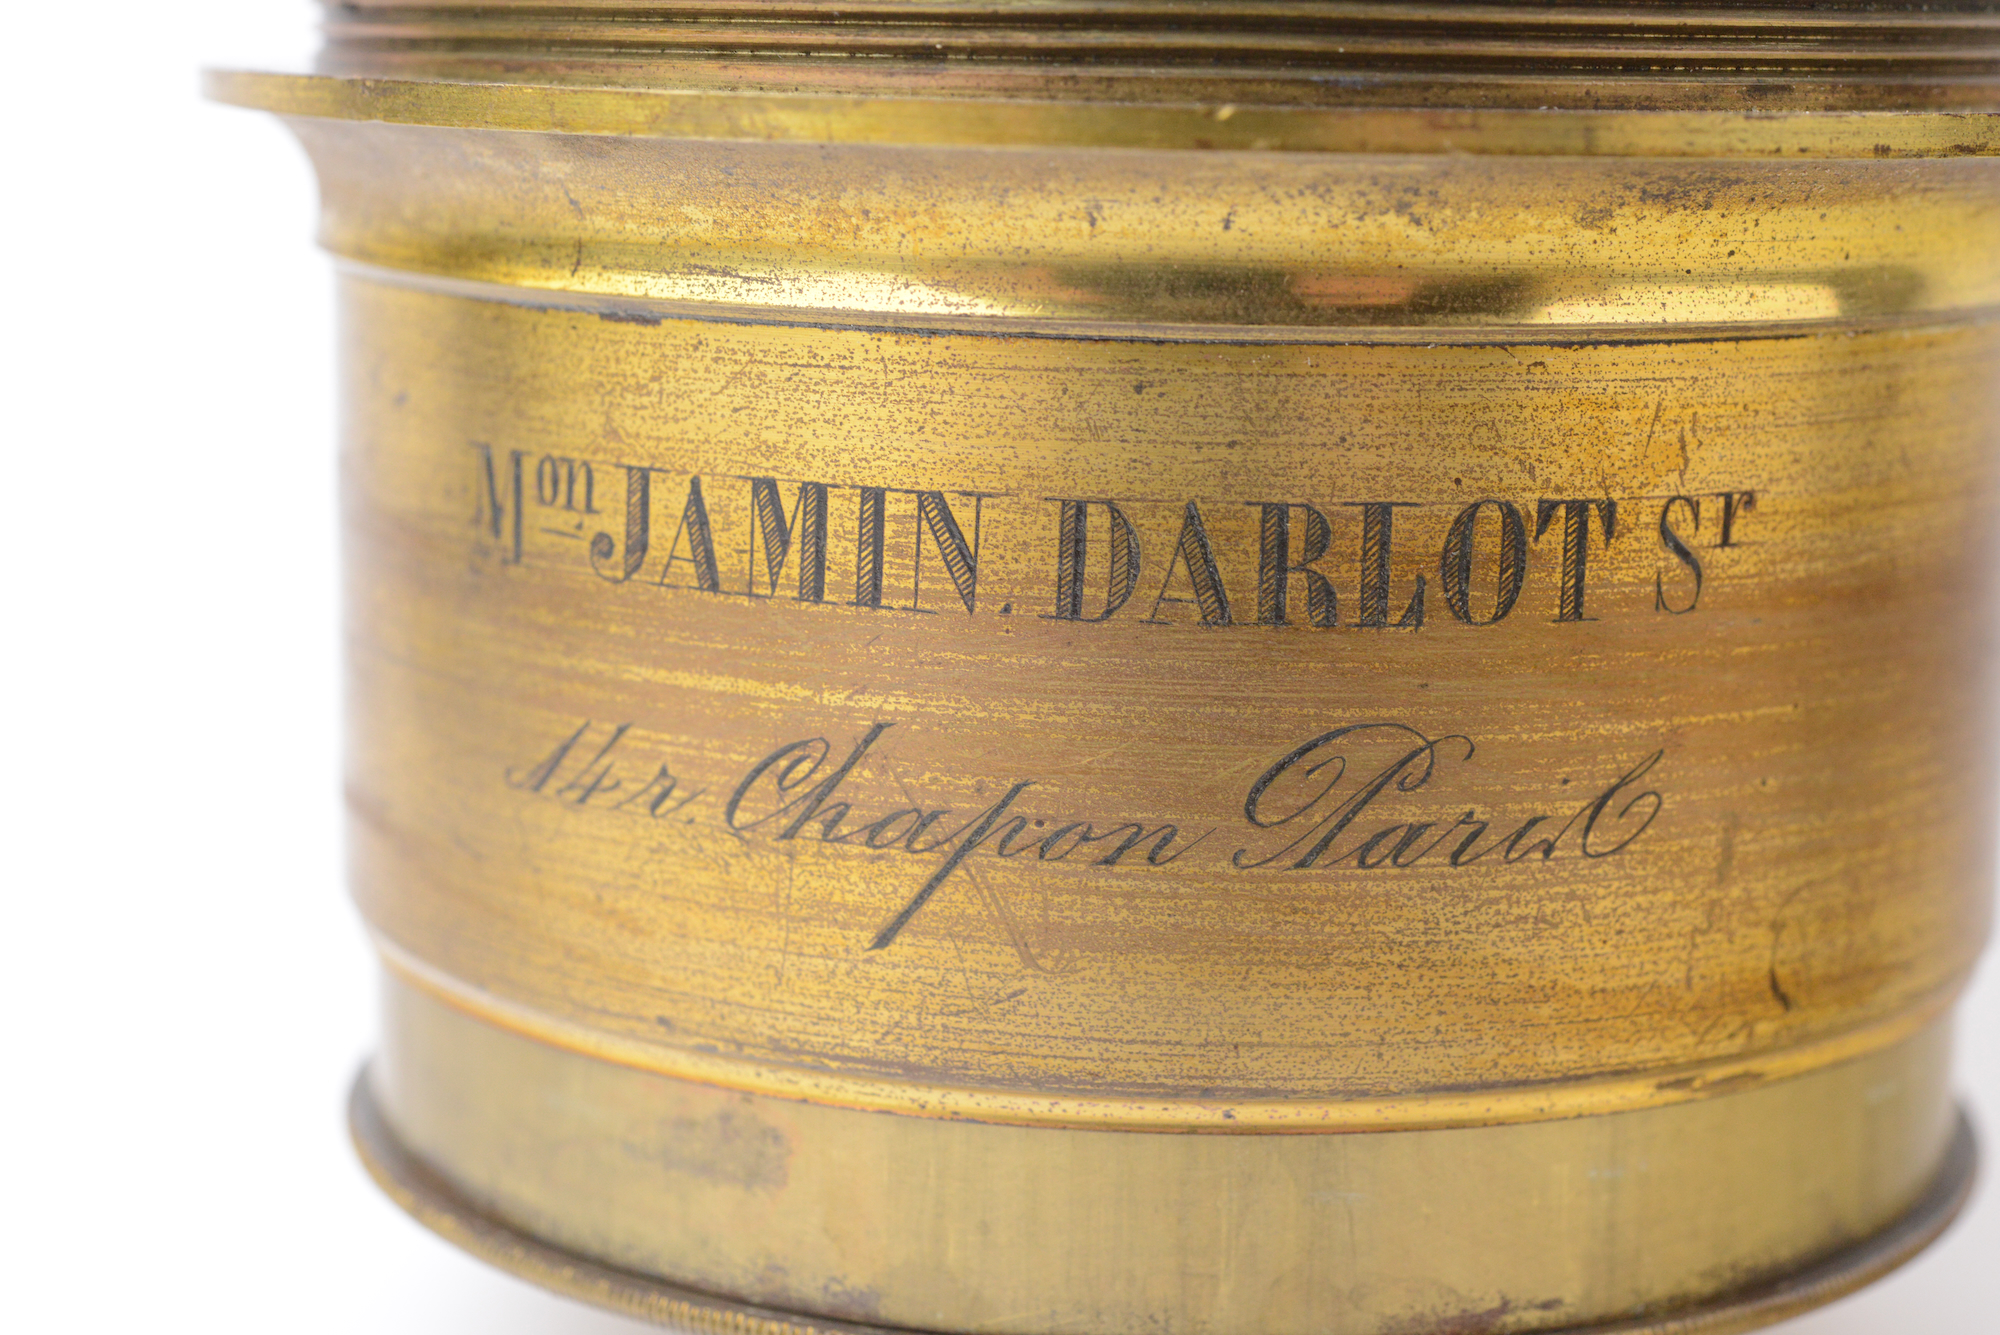 Mon JAMIN. DARLOT Sr
14 r. Chapon Paris